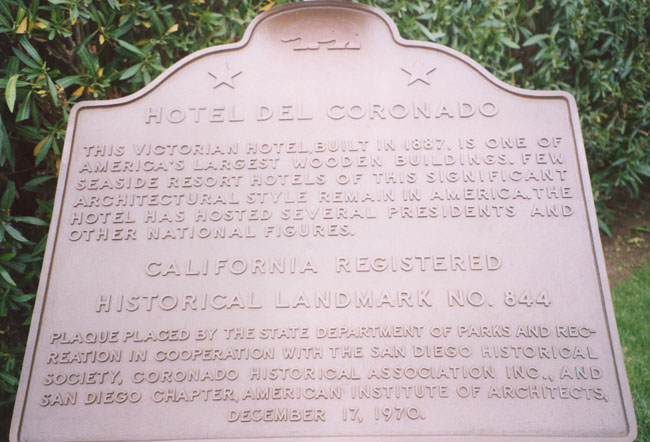 HOTEL DEL CORONADO
THIS VICTORIAN HOTEL, BUILT IN 1887, IS ONE OF
AMERICA'S LARGEST WOODEN BUILDINGS. FEW
SEASIDE RESORT HOTELS OF THIS SIGNIFICANT
ARCHITECTURAL STYLE REMAIN IN AMERICA. THE
HOTEL HAS HOSTED SEVERAL PRESIDENTS AND
OTHER NATIONAL FIGURES.
CALIFORNIA REGISTERED
HISTORICAL LANDMARK NO. 844
PLAQUE PLACED BY THE STATE DEPARTMENT OF PARKS AND REC-
REATION IN COOPERATION WITH THE SAN DIEGO HISTORICAL
SOCIETY, CORONADO HISTORICAL ASSOCIATION INC., AND
SAN DIEGO CHAPTER, AMERICAN INSTITUTE OF ARCHITECTS,
DECEMBER 17, 1970.